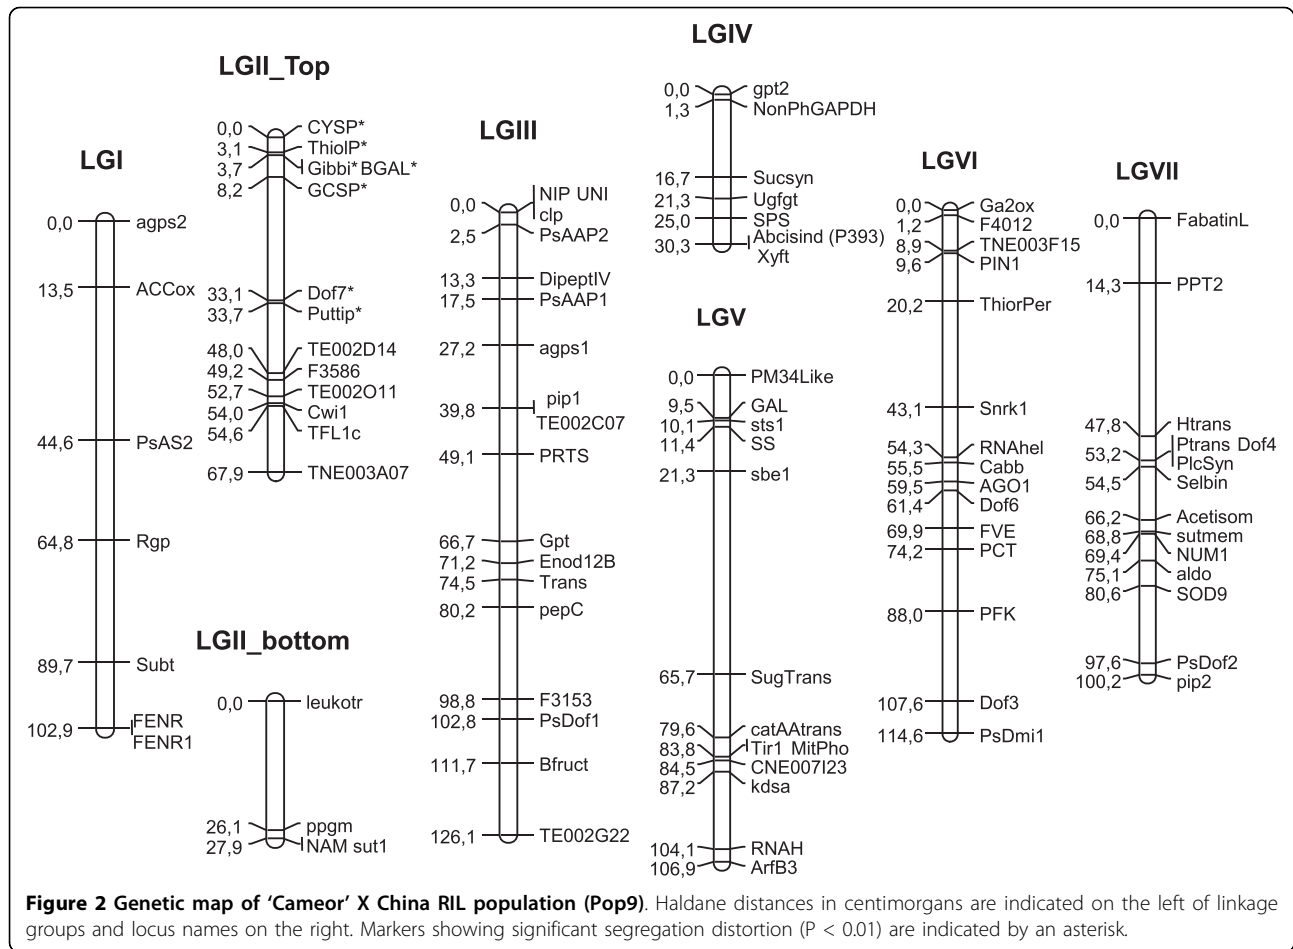 LGI
0,0 agps2
13,5 ACCox
44,6 PsAS2
64,8 Rgp
89,7 Subt
102,9 FENR
FENR1
LGII_Top
0,0 CYSP*
3,1 ThiolP*
3,7 Gibbi* BGAL*
8,2 GCSP*
33,1 Dof7*
33,7 Puttip*
48,0 TE002D14
49,2 F3586
52,7 TE002O11
54,0 Cwi1
54,6 TFL1c
67,9 TNE003A07
LGII_bottom
0,0 leukotr
26,1 ppgm
27,9 NAM sut1
LGIII
NIP UNI
0,0 clp
2,5 PsAAP2
13,3 DipeptIV
17,5 PsAAP1
27,2 agps1
39,8 pip1
TE002C07
49,1 PRTS
66,7 Gpt
71,2 Enod12B
74,5 Trans
80,2 pepC
98,8 F3153
102,8 PsDof1
111,7 Bfruct
126,1 TE002G22
LGIV
0,0 gpt2
1,3 NonPhGAPDH
16,7 Sucsyn
21,3 Ugfgt
25,0 SPS
30,3 Abcisind (P393)
Xyft
LGV
0,0 PM34Like
9,5 GAL
10,1 sts1
11,4 SS
21,3 sbe1
65,7 SugTrans
79,6 catAAtrans
83,8 Tir1 MitPho
84,5 CNE007I23
87,2 kdsa
104,1 RNAH
106,9 ArfB3
LGVI
0,0 Ga2ox
1,2 F4012
8,9 TNE003F15
9,6 PIN1
20,2 ThiorPer
43,1 Snrk1
54,3 RNAhel
55,5 Cabb
59,5 AGO1
61,4 Dof6
69,9 FVE
74,2 PCT
88,0 PFK
107,6 Dof3
114,6 PsDmi1
LGVII
0,0 FabatinL
14,3 PPT2
47,8 Htrans
53,2 Ptrans Dof4
PlcSyn
54,5 Selbin
66,2 Acetisom
68,8 sutmem
69,4 NUM1
75,1 aldo
80,6 SOD9
97,6 PsDof2
100,2 pip2
Figure 2 Genetic map of 'Cameor' X China RIL population (Pop9). Haldane distances in centimorgans are indicated on the left of linkage
groups and locus names on the right. Markers showing significant segregation distortion (P < 0.01) are indicated by an asterisk.